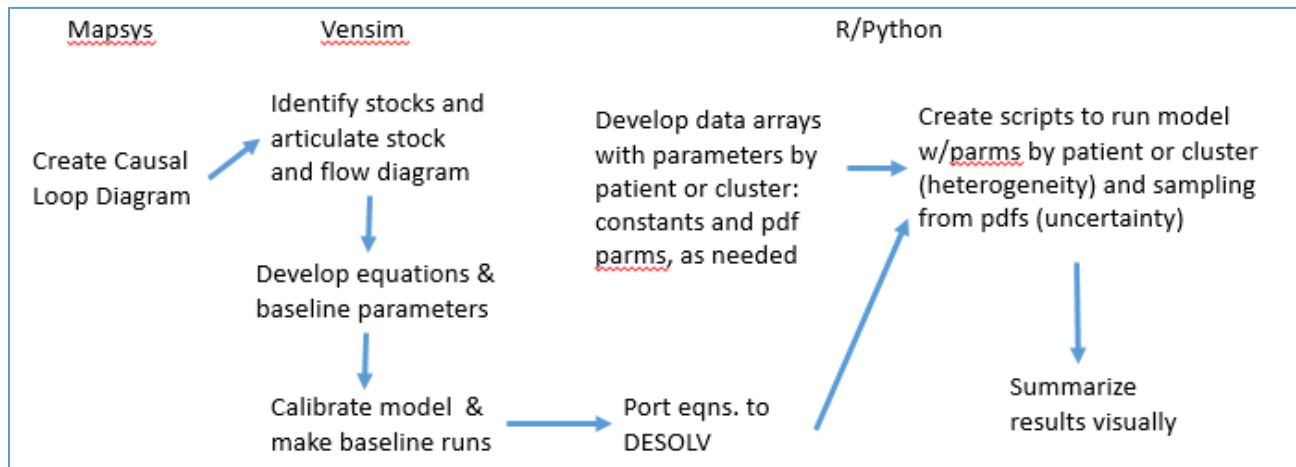 Mapsys
Vensim
R/Python
Create Causal
Loop Diagram
Identify stocks and
articulate stock
and flow diagram
Develop equations &
baseline parameters
Calibrate model &
make baseline runs
Develop data arrays
with parameters by
patient or cluster:
constants and pdf
parms, as needed
Port eqns. to
DESOLV
Create scripts to run model
w/parms by patient or cluster
(heterogeneity) and sampling
from pdfs (uncertainty)
Summarize
results visually